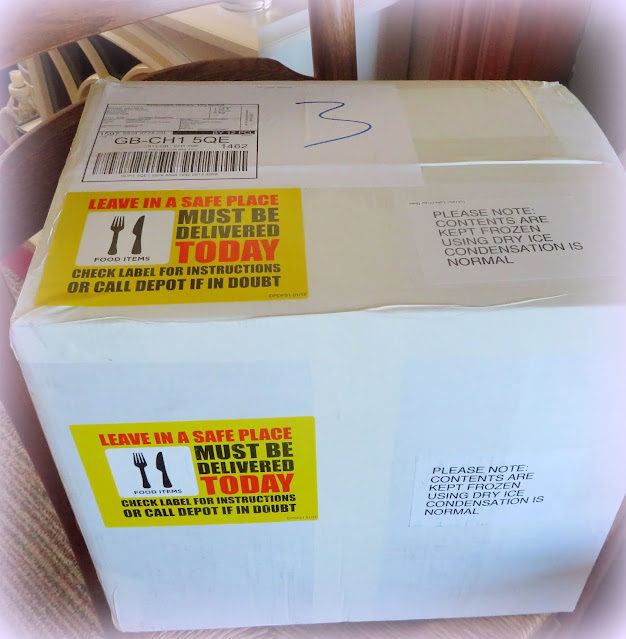 3
BY 12 PCL
GB-CH1 5QE
1462
LEAVE IN A SAFE PLACE
MUST BE
DELIVERED
TODAY
FOOD ITEMS
CHECK LABEL FOR INSTRUCTIONS
OR CALL DEPOT IF IN DOUBT
PLEASE NOTE:
CONTENTS ARE
KEPT FROZEN
USING DRY ICE
CONDENSATION IS
NORMAL
LEAVE IN A SAFE PLACE
MUST BE
DELIVERED
TODAY
FOOD ITEMS
CHECK LABEL FOR INSTRUCTIONS
OR CALL DEPOT IF IN DOUBT
PLEASE NOTE:
CONTENTS ARE
KEPT FROZEN
USING DRY ICE
CONDENSATION IS
NORMAL